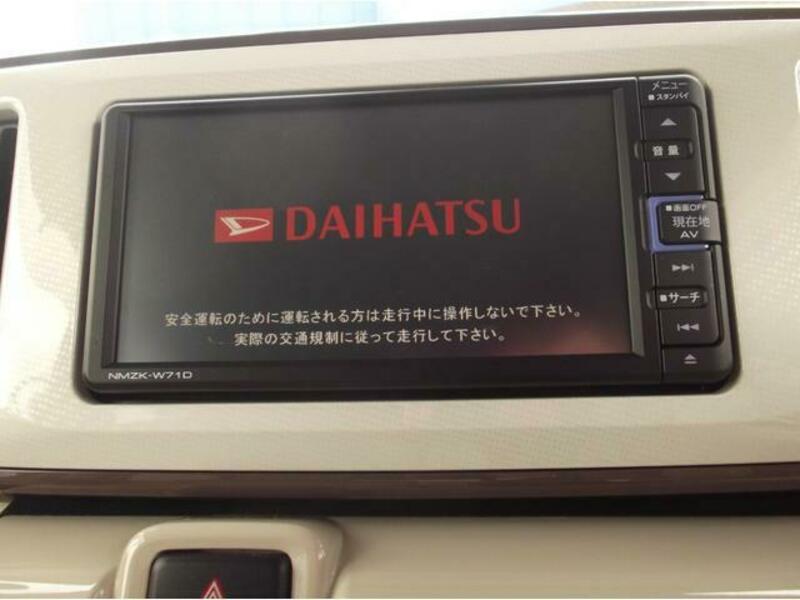 メニュー
■スタンバイ
音量
■画面OFF
現在地
AV
■サーチ
DAIHATSU
安全運転のために運転される方は走行中に操作しないで下さい。
実際の交通規制に従って走行して下さい。
NMZK-W71D